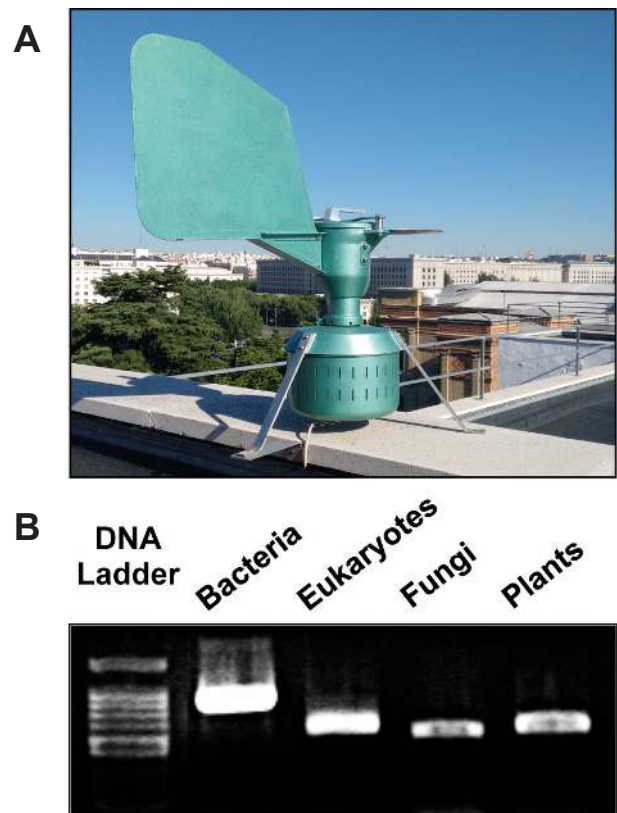 A
B
DNA
Ladder
Bacteria
Eukaryotes
Fungi
Plants